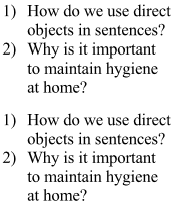 1) How do we use direct
objects in sentences?
2) Why is it important
to maintain hygiene
at home?
1) How do we use direct
objects in sentences?
2) Why is it important
to maintain hygiene
at home?